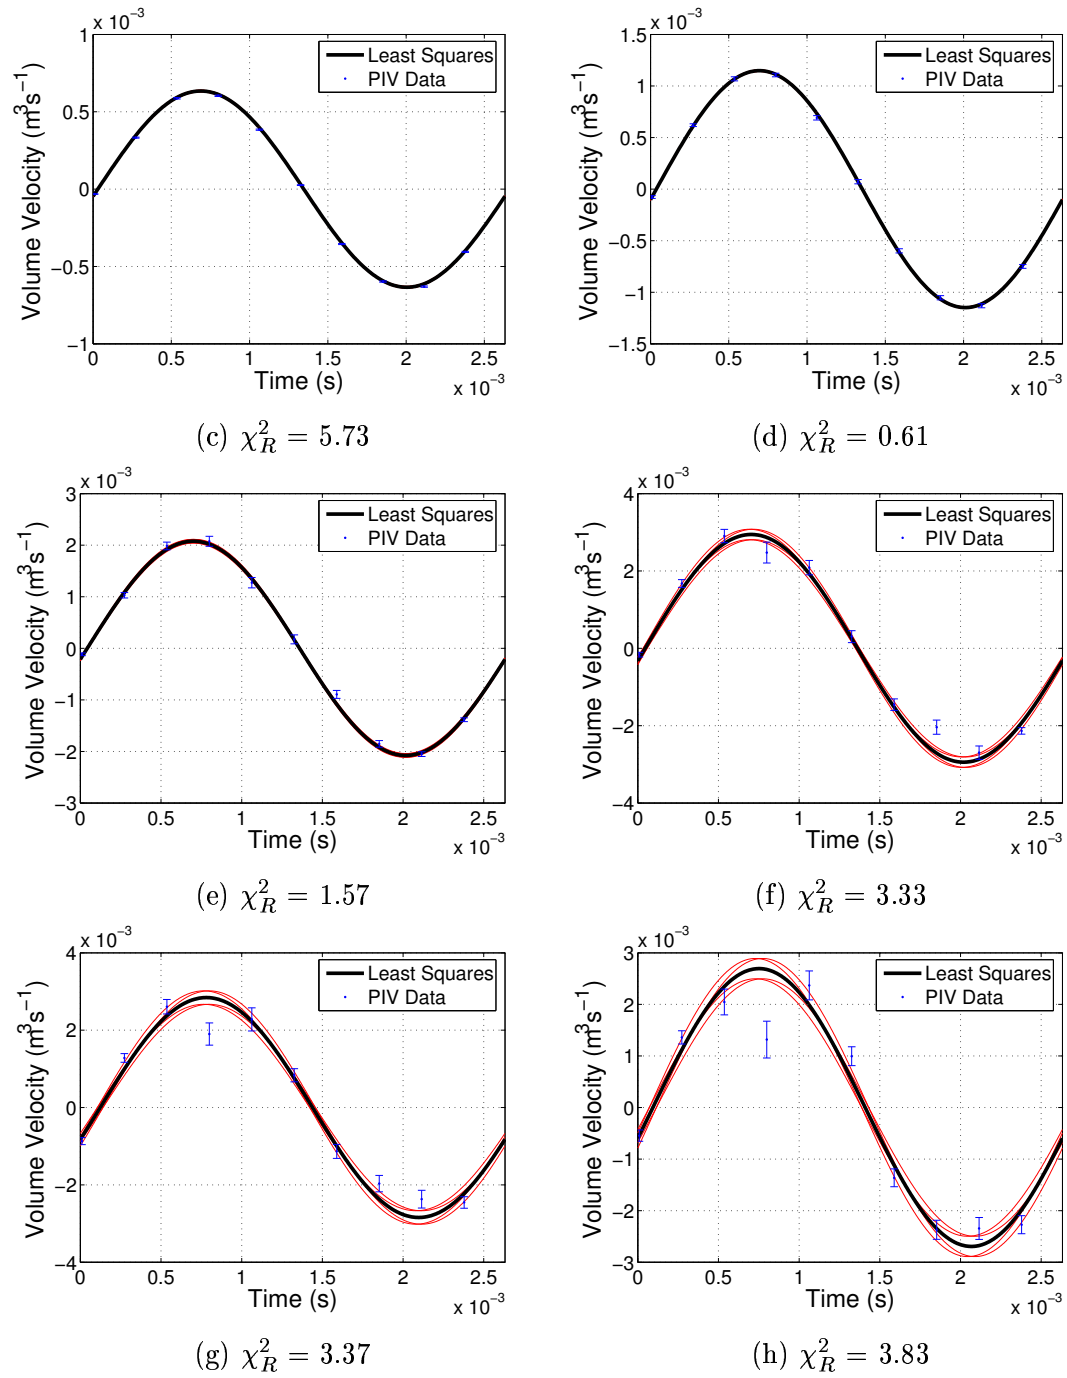 x 10⁻³
1
0.5
0
−0.5
−1
0 0.5 1 1.5 2 2.5
Volume Velocity (m³s⁻¹)
Time (s)
x 10⁻³
Least Squares
PIV Data
(c) χ²_R = 5.73
x 10⁻³
1.5
1
0.5
0
−0.5
−1
−1.5
0 0.5 1 1.5 2 2.5
Volume Velocity (m³s⁻¹)
Time (s)
x 10⁻³
Least Squares
PIV Data
(d) χ²_R = 0.61
x 10⁻³
3
2
1
0
−1
−2
−3
0 0.5 1 1.5 2 2.5
Volume Velocity (m³s⁻¹)
Time (s)
x 10⁻³
Least Squares
PIV Data
(e) χ²_R = 1.57
x 10⁻³
4
2
0
−2
−4
0 0.5 1 1.5 2 2.5
Volume Velocity (m³s⁻¹)
Time (s)
x 10⁻³
Least Squares
PIV Data
(f) χ²_R = 3.33
x 10⁻³
4
2
0
−2
−4
0 0.5 1 1.5 2 2.5
Volume Velocity (m³s⁻¹)
Time (s)
x 10⁻³
Least Squares
PIV Data
(g) χ²_R = 3.37
x 10⁻³
3
2
1
0
−1
−2
−3
0 0.5 1 1.5 2 2.5
Volume Velocity (m³s⁻¹)
Time (s)
x 10⁻³
Least Squares
PIV Data
(h) χ²_R = 3.83